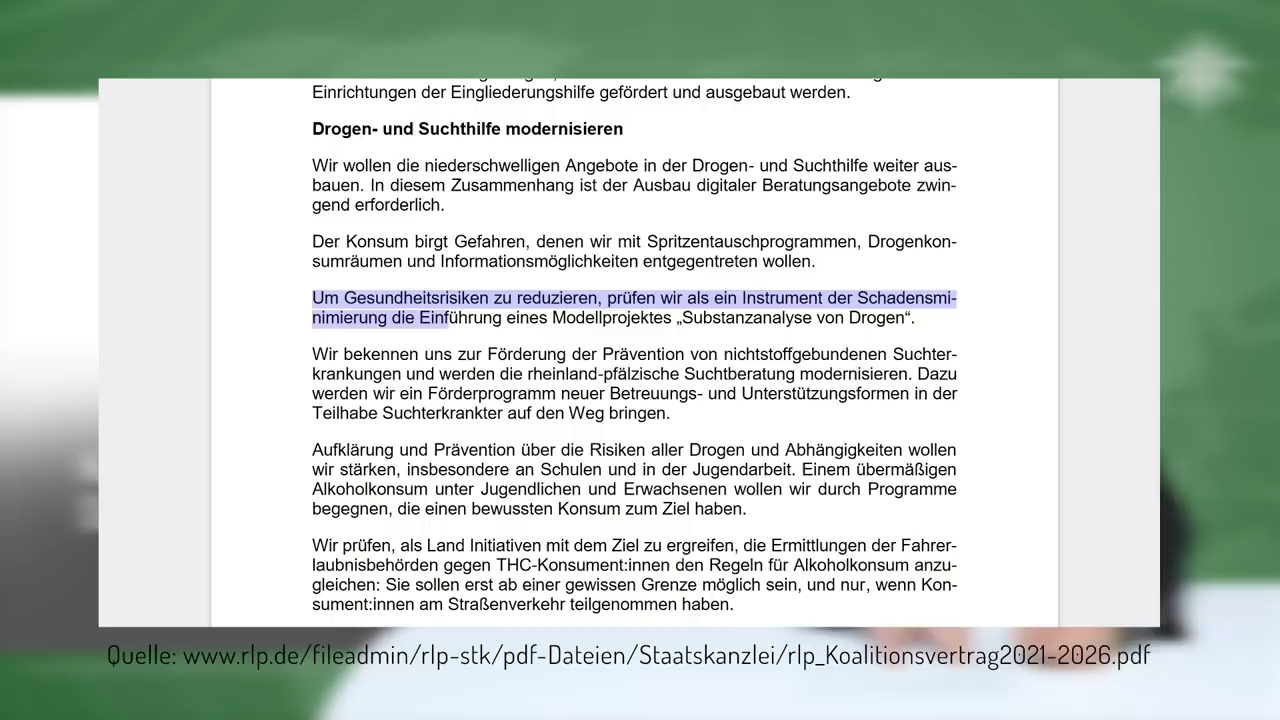 Einrichtungen der Eingliederungshilfe gefördert und ausgebaut werden.
Drogen- und Suchthilfe modernisieren
Wir wollen die niederschwelligen Angebote in der Drogen- und Suchthilfe weiter aus-
bauen. In diesem Zusammenhang ist der Ausbau digitaler Beratungsangebote zwin-
gend erforderlich.
Der Konsum birgt Gefahren, denen wir mit Spritzentauschprogrammen, Drogenkon-
sumräumen und Informationsmöglichkeiten entgegentreten wollen.
Um Gesundheitsrisiken zu reduzieren, prüfen wir als ein Instrument der Schadensmi-
nimierung die Einführung eines Modellprojektes „Substanzanalyse von Drogen“.
Wir bekennen uns zur Förderung der Prävention von nichtstoffgebundenen Suchter-
krankungen und werden die rheinland-pfälzische Suchtberatung modernisieren. Dazu
werden wir ein Förderprogramm neuer Betreuungs- und Unterstützungsformen in der
Teilhabe Suchterkrankter auf den Weg bringen.
Aufklärung und Prävention über die Risiken aller Drogen und Abhängigkeiten wollen
wir stärken, insbesondere an Schulen und in der Jugendarbeit. Einem übermäßigen
Alkoholkonsum unter Jugendlichen und Erwachsenen wollen wir durch Programme
begegnen, die einen bewussten Konsum zum Ziel haben.
Wir prüfen, als Land Initiativen mit dem Ziel zu ergreifen, die Ermittlungen der Fahrer-
laubnisbehörden gegen THC-Konsument:innen den Regeln für Alkoholkonsum anzu-
gleichen: Sie sollen erst ab einer gewissen Grenze möglich sein, und nur, wenn Kon-
sument:innen am Straßenverkehr teilgenommen haben.
Quelle: www.rlp.de/fileadmin/rlp-stk/pdf-Dateien/Staatskanzlei/rlp_Koalitionsvertrag2021-2026.pdf